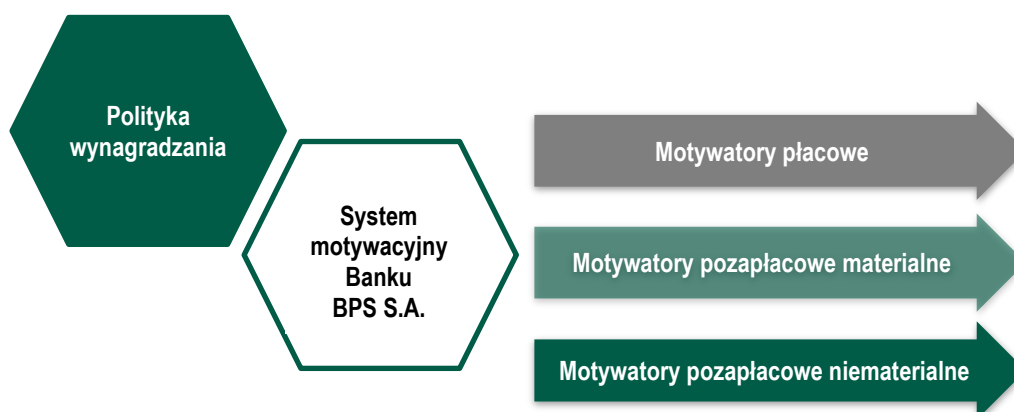 Polityka
wynagradzania
System
motywacyjny
Banku
BPS S.A.
Motywatory płacowe
Motywatory pozapłacowe materialne
Motywatory pozapłacowe niematerialne